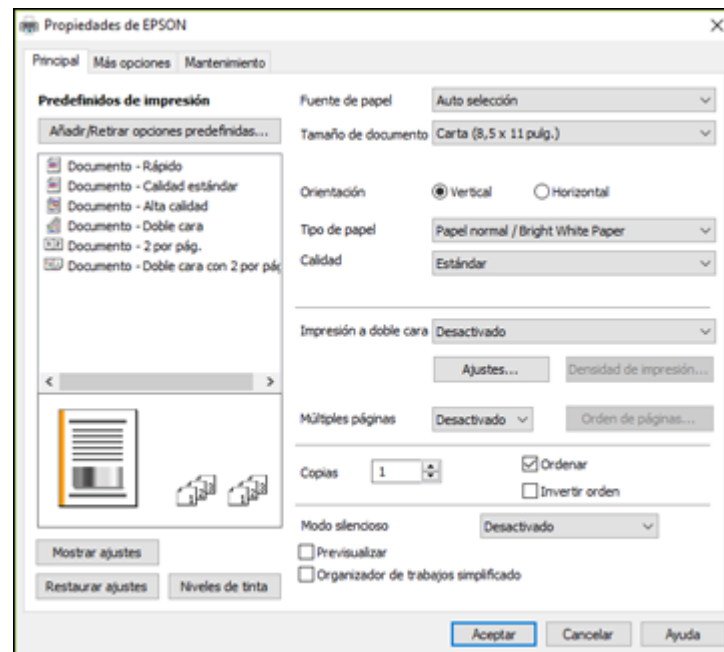 Propiedades de EPSON
Principal
Más opciones
Mantenimiento
Predefinidos de impresión
Añadir/Retirar opciones predefinidas...
Documento - Rápido
Documento - Calidad estándar
Documento - Alta calidad
Documento - Doble cara
Documento - 2 por pág.
Documento - Doble cara con 2 por pág
Mostrar ajustes
Restaurar ajustes
Niveles de tinta
Fuente de papel
Auto selección
Tamaño de documento
Carta (8,5 x 11 pulg.)
Orientación
Vertical
Horizontal
Tipo de papel
Papel normal / Bright White Paper
Calidad
Estándar
Impresión a doble cara
Desactivado
Ajustes...
Densidad de impresión...
Múltiples páginas
Desactivado
Orden de páginas...
Copias
1
Ordenar
Invertir orden
Modo silencioso
Desactivado
Previsualizar
Organizador de trabajos simplificado
Aceptar
Cancelar
Ayuda